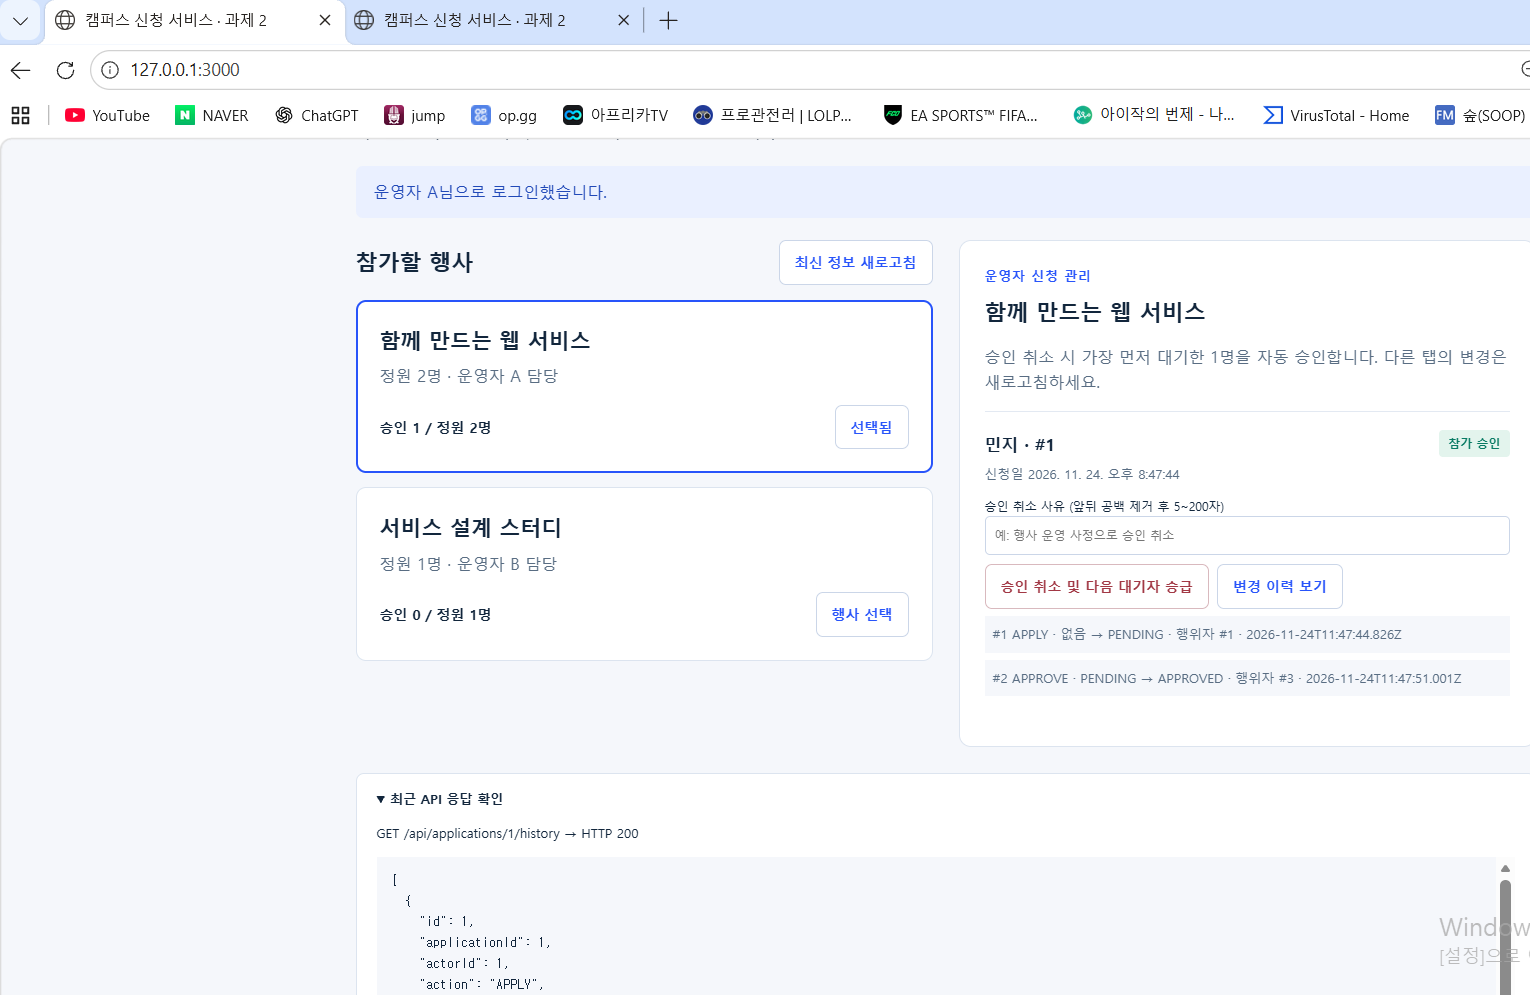 캠퍼스 신청 서비스 · 과제 2
캠퍼스 신청 서비스 · 과제 2
127.0.0.1:3000
YouTube
NAVER
ChatGPT
jump
op.gg
아프리카TV
프로관전러 | LOLP...
EA SPORTS™ FIFA...
아이작의 번제 - 나...
VirusTotal - Home
FM 숲(SOOP)
운영자 A님으로 로그인했습니다.
참가할 행사
최신 정보 새로고침
함께 만드는 웹 서비스
정원 2명 · 운영자 A 담당
승인 1 / 정원 2명
선택됨
서비스 설계 스터디
정원 1명 · 운영자 B 담당
승인 0 / 정원 1명
행사 선택
운영자 신청 관리
함께 만드는 웹 서비스
승인 취소 시 가장 먼저 대기한 1명을 자동 승인합니다. 다른 탭의 변경은
새로고침하세요.
민지 · #1
참가 승인
신청일 2026. 11. 24. 오후 8:47:44
승인 취소 사유 (앞뒤 공백 제거 후 5~200자)
예: 행사 운영 사정으로 승인 취소
승인 취소 및 다음 대기자 승급
변경 이력 보기
#1 APPLY · 없음 → PENDING · 행위자 #1 · 2026-11-24T11:47:44.826Z
#2 APPROVE · PENDING → APPROVED · 행위자 #3 · 2026-11-24T11:47:51.001Z
▼ 최근 API 응답 확인
GET /api/applications/1/history → HTTP 200
[
{
"id": 1,
"applicationId": 1,
"actorId": 1,
"action": "APPLY",
Window
[설정]으로